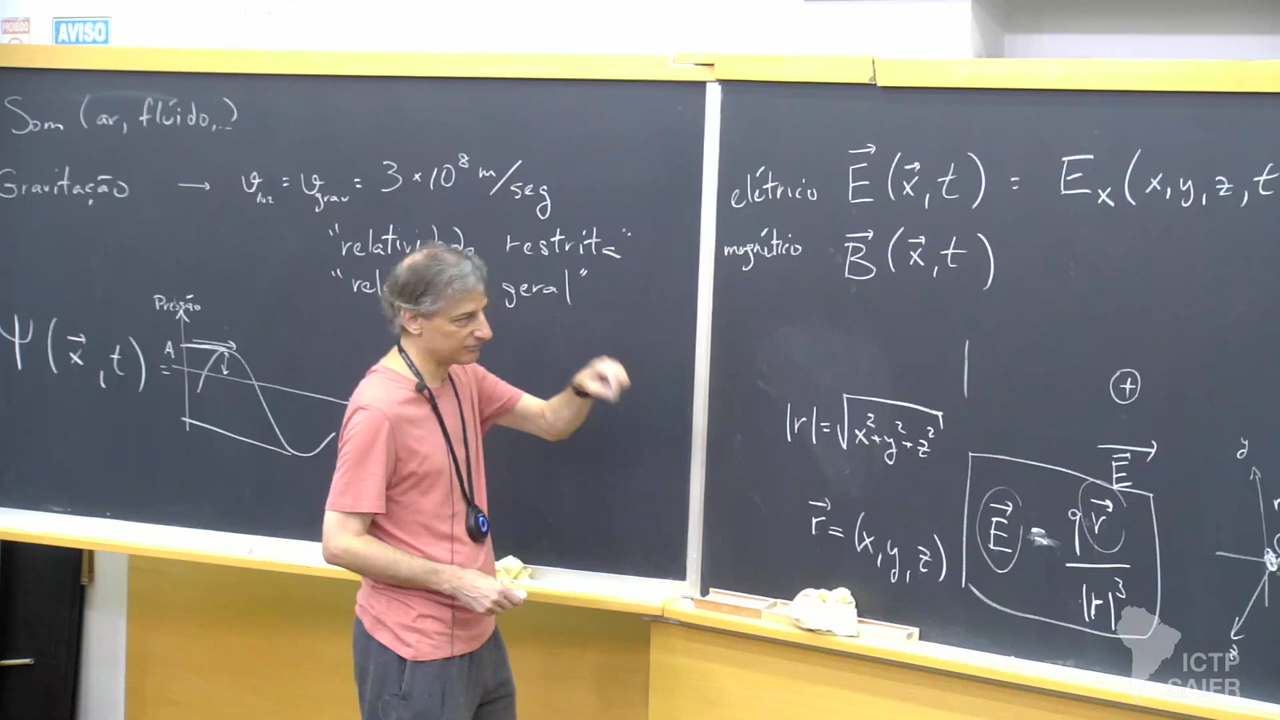 AVISO
Som (ar, fluído,..)
Gravitação → v_luz = v_grav = 3 × 10^8 m/seg
"relatividade restrita"
geral"
Pressão
A
Ψ(x⃗, t) =
elétrico E⃗(x⃗, t) = E_x(x, y, z, t
magnético B⃗(x⃗, t)
+
|r| = √x²+y²+z²
E⃗
r⃗ = (x, y, z)
E⃗ = q r⃗ / |r|³
y
z
ICTP
SAIFR